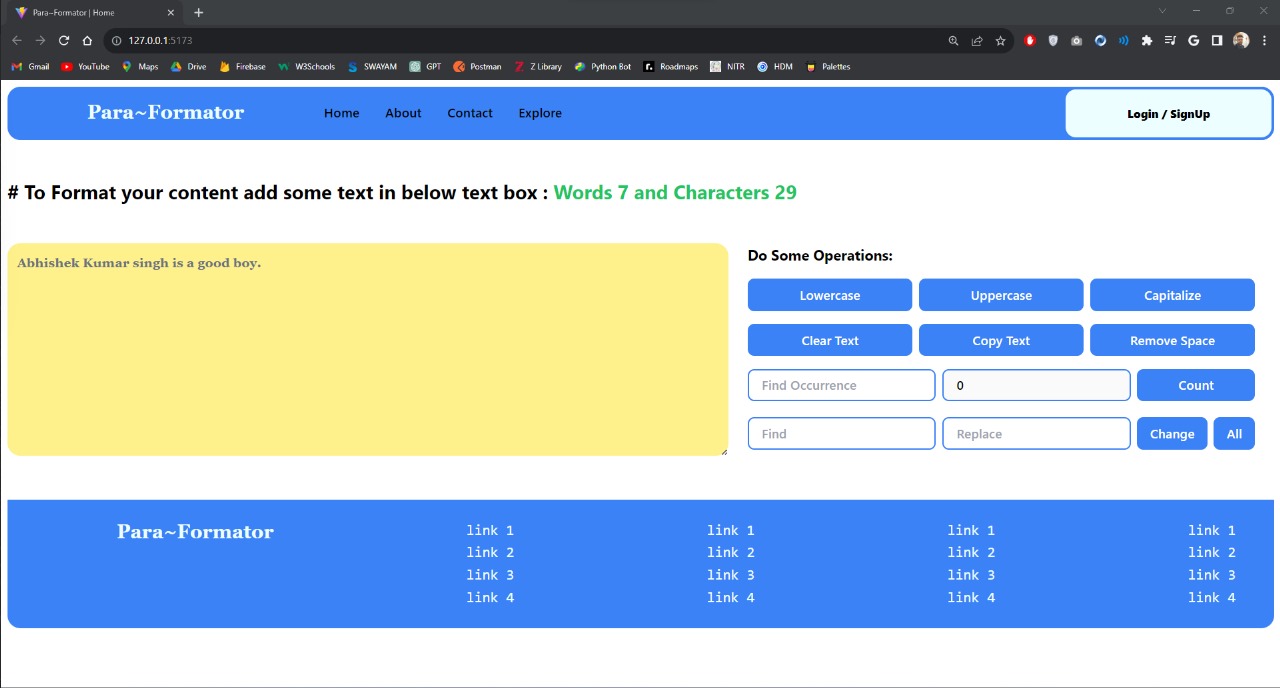 Para~Formator | Home
127.0.0.1:5173
Gmail YouTube Maps Drive Firebase W3Schools SWAYAM GPT Postman Z Library Python Bot Roadmaps NITR HDM Palettes
Para~Formator Home About Contact Explore Login / SignUp
# To Format your content add some text in below text box : Words 7 and Characters 29
Abhishek Kumar singh is a good boy.
Do Some Operations:
Lowercase Uppercase Capitalize
Clear Text Copy Text Remove Space
Find Occurrence 0 Count
Find Replace Change All
Para~Formator
link 1 link 1 link 1 link 1
link 2 link 2 link 2 link 2
link 3 link 3 link 3 link 3
link 4 link 4 link 4 link 4